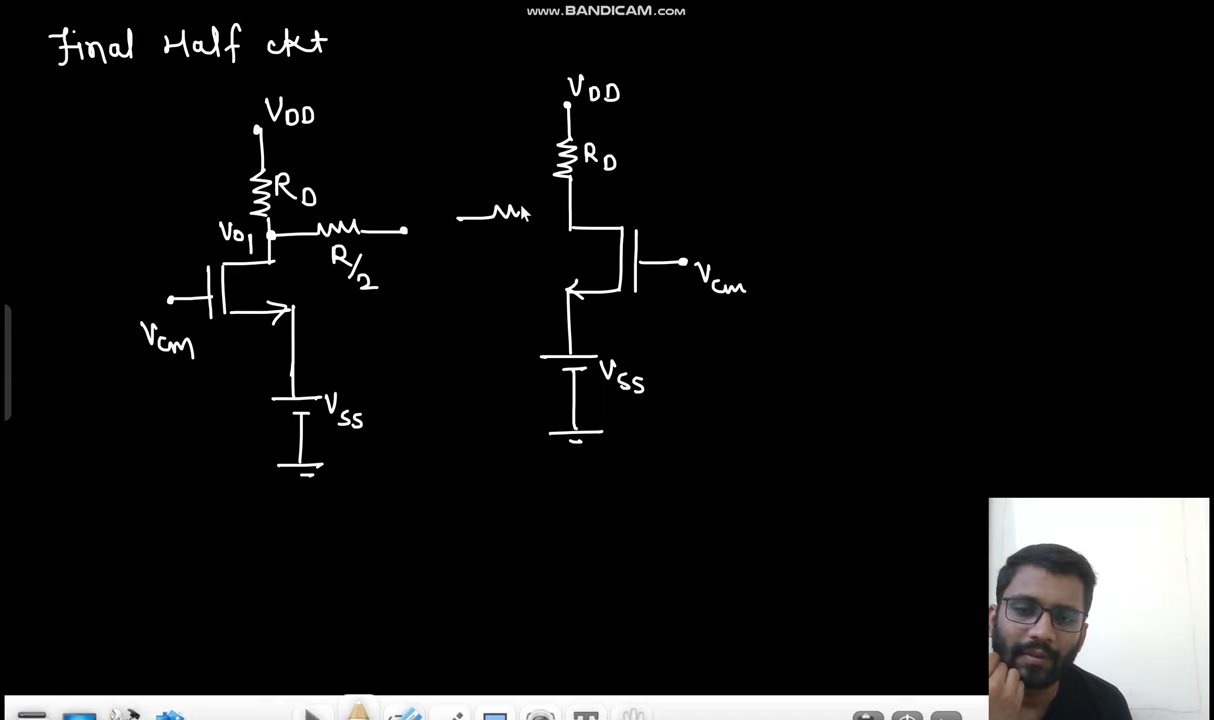 www.BANDICAM.com
Final Half ckt
VDD
RD
VO1
R/2
VCM
VSS
VDD
RD
VCM
VSS